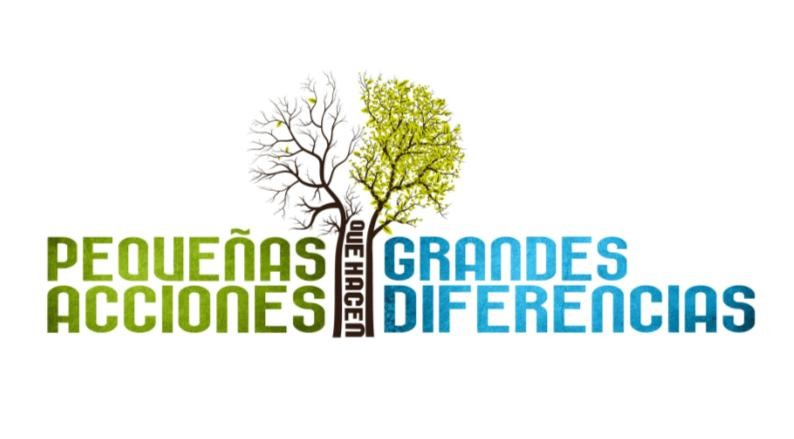 PEQUEÑAS
ACCIONES
QUE HACEN
GRANDES
DIFERENCIAS